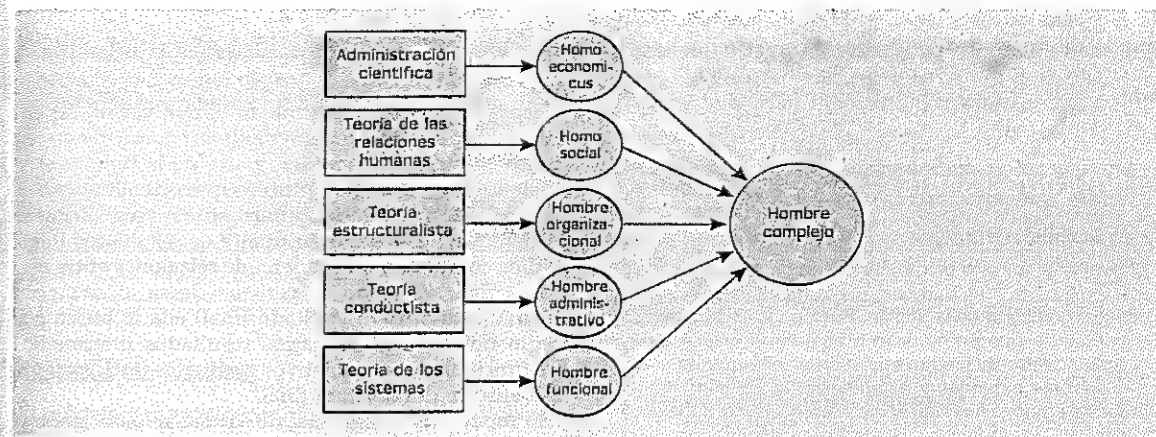 Administración
científica
Homo
economi-
cus
Teoría de las
relaciones
humanas
Homo
social
Teoría
estructuralista
Hombre
organiza-
cional
Teoría
conductista
Hombre
adminis-
trativo
Teoría de los
sistemas
Hombre
funcional
Hombre
complejo